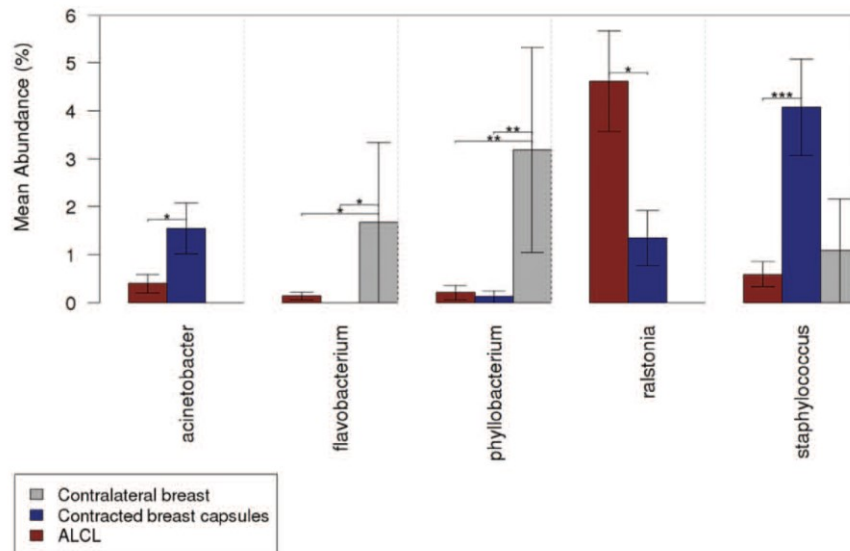 Mean Abundance (%)
6
5
4
3
2
1
0
*
*
*
**
**
*
***
acinetobacter
flavobacterium
phyllobacterium
ralstonia
staphylococcus
Contralateral breast
Contracted breast capsules
ALCL